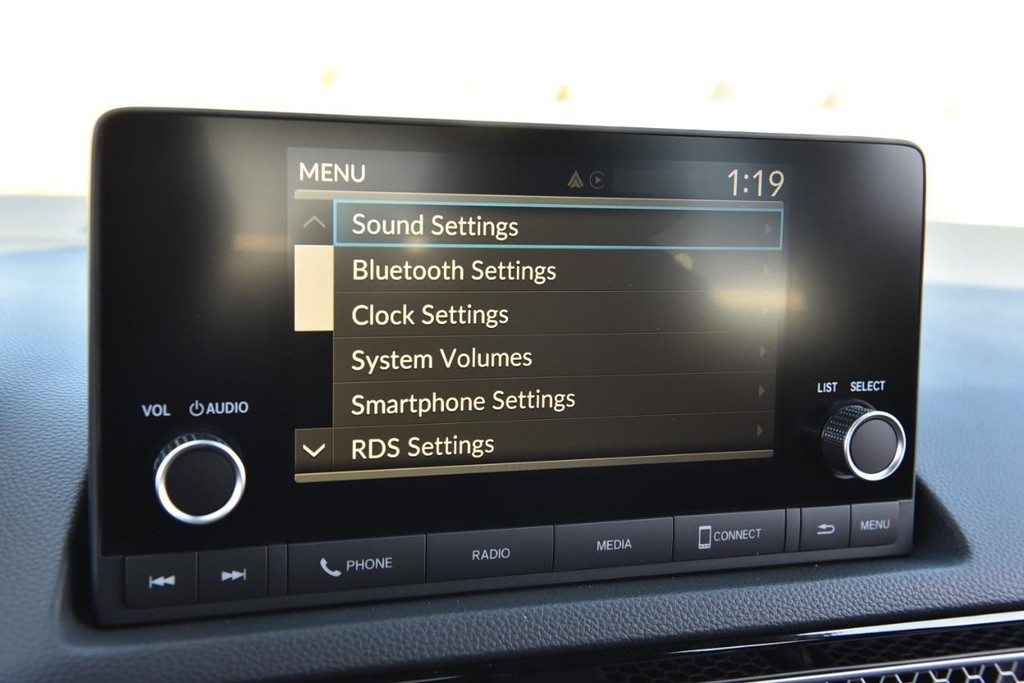 MENU
1:19
Sound Settings
Bluetooth Settings
Clock Settings
System Volumes
Smartphone Settings
RDS Settings
VOL
AUDIO
LIST SELECT
PHONE
RADIO
MEDIA
CONNECT
MENU